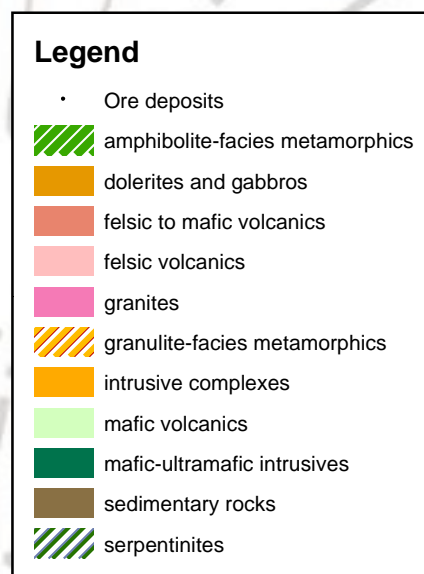 Legend
Ore deposits
amphibolite-facies metamorphics
dolerites and gabbros
felsic to mafic volcanics
felsic volcanics
granites
granulite-facies metamorphics
intrusive complexes
mafic volcanics
mafic-ultramafic intrusives
sedimentary rocks
serpentinites